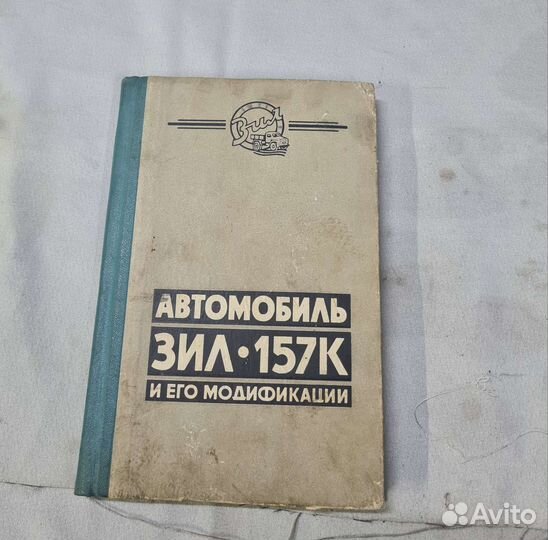 ЗИЛ
АВТОМОБИЛЬ
ЗИЛ·157К
И ЕГО МОДИФИКАЦИИ
Avito